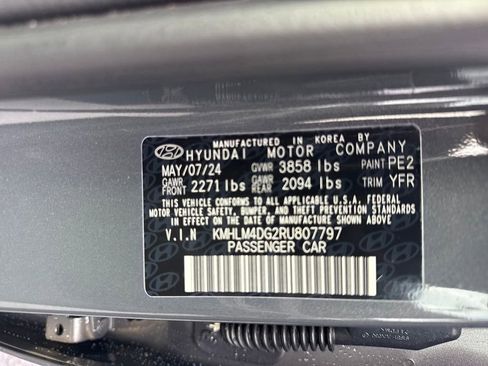 MANUFACTURED IN KOREA BY
HYUNDAI MOTOR COMPANY
MAY/07/24 GVWR 3858 lbs PAINT PE2
GAWR FRONT 2271 lbs GAWR REAR 2094 lbs TRIM YFR
THIS VEHICLE CONFORMS TO ALL APPLICABLE U.S.A. FEDERAL
MOTOR VEHICLE SAFETY, BUMPER, AND THEFT PREVENTION STANDARDS
IN EFFECT ON THE DATE OF MANUFACTURE SHOWN ABOVE.
V.I.N KMHLM4DG2RU807797
PASSENGER CAR